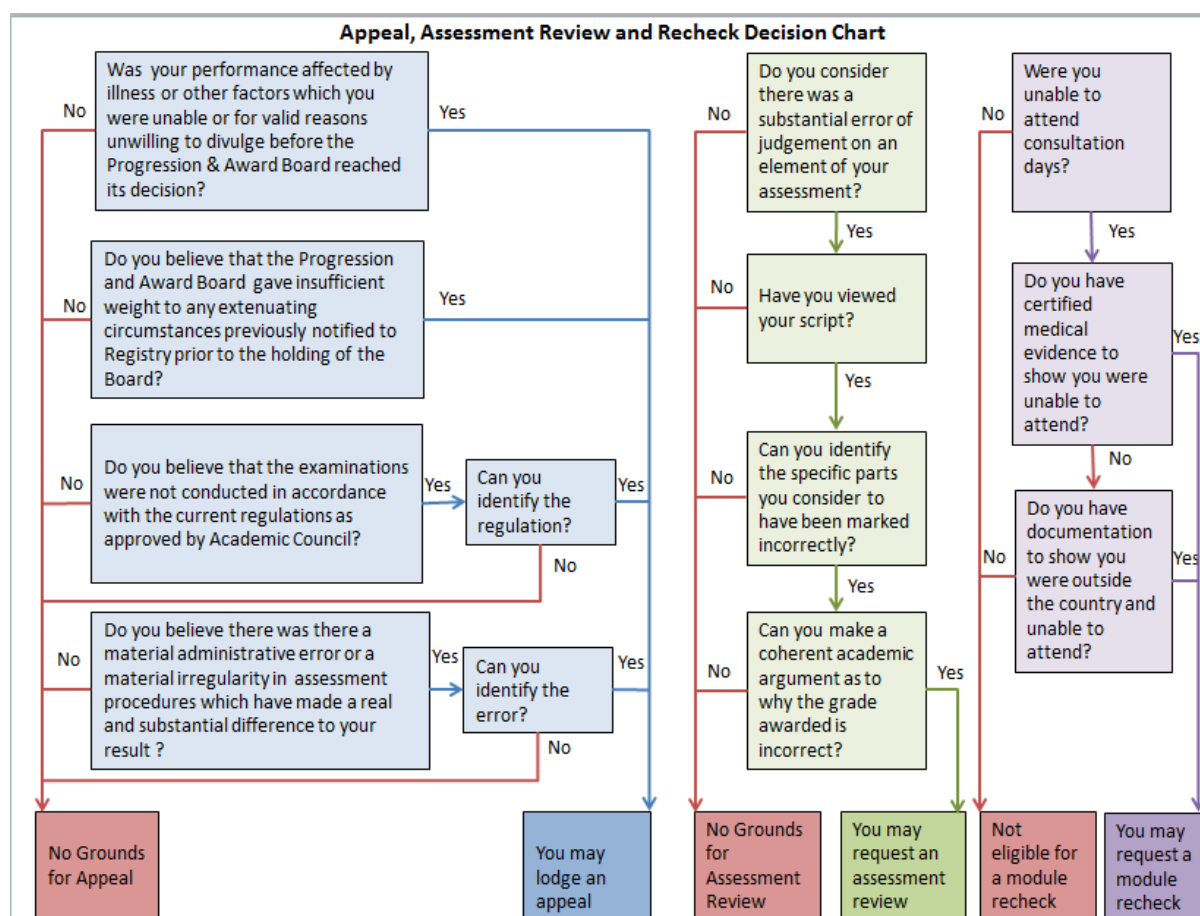 Appeal, Assessment Review and Recheck Decision Chart
Was your performance affected by
illness or other factors which you
were unable or for valid reasons
unwilling to divulge before the
Progression & Award Board reached
its decision?
No
Yes
Do you believe that the Progression
and Award Board gave insufficient
weight to any extenuating
circumstances previously notified to
Registry prior to the holding of the
Board?
No
Yes
Do you believe that the examinations
were not conducted in accordance
with the current regulations as
approved by Academic Council?
No
Yes
Can you
identify the
regulation?
Yes
No
Do you believe there was there a
material administrative error or a
material irregularity in assessment
procedures which have made a real
and substantial difference to your
result ?
No
Yes
Can you
identify the
error?
Yes
No
No Grounds
for Appeal
You may
lodge an
appeal
Do you consider
there was a
substantial error of
judgement on an
element of your
assessment?
No
Yes
Have you viewed
your script?
No
Yes
Can you identify
the specific parts
you consider to
have been marked
incorrectly?
No
Yes
Can you make a
coherent academic
argument as to
why the grade
awarded is
incorrect?
No
Yes
No Grounds
for
Assessment
Review
You may
request an
assessment
review
Were you
unable to
attend
consultation
days?
No
Yes
Do you have
certified
medical
evidence to
show you were
unable to
attend?
Yes
No
Do you have
documentation
to show you
were outside
the country and
unable to
attend?
No
Yes
Not
eligible for
a module
recheck
You may
request a
module
recheck